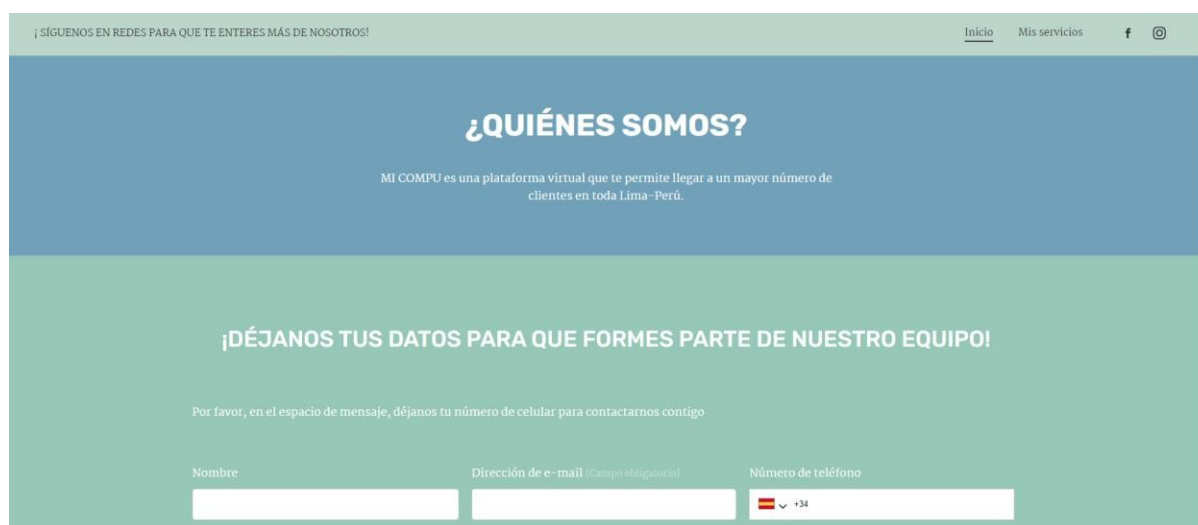 ¡ SÍGUENOS EN REDES PARA QUE TE ENTERES MÁS DE NOSOTROS!
Inicio
Mis servicios
¿QUIÉNES SOMOS?
MI COMPU es una plataforma virtual que te permite llegar a un mayor número de
clientes en toda Lima-Perú.
¡DÉJANOS TUS DATOS PARA QUE FORMES PARTE DE NUESTRO EQUIPO!
Por favor, en el espacio de mensaje, déjanos tu número de celular para contactarnos contigo
Nombre
Dirección de e-mail (Campo obligatorio)
Número de teléfono
+34